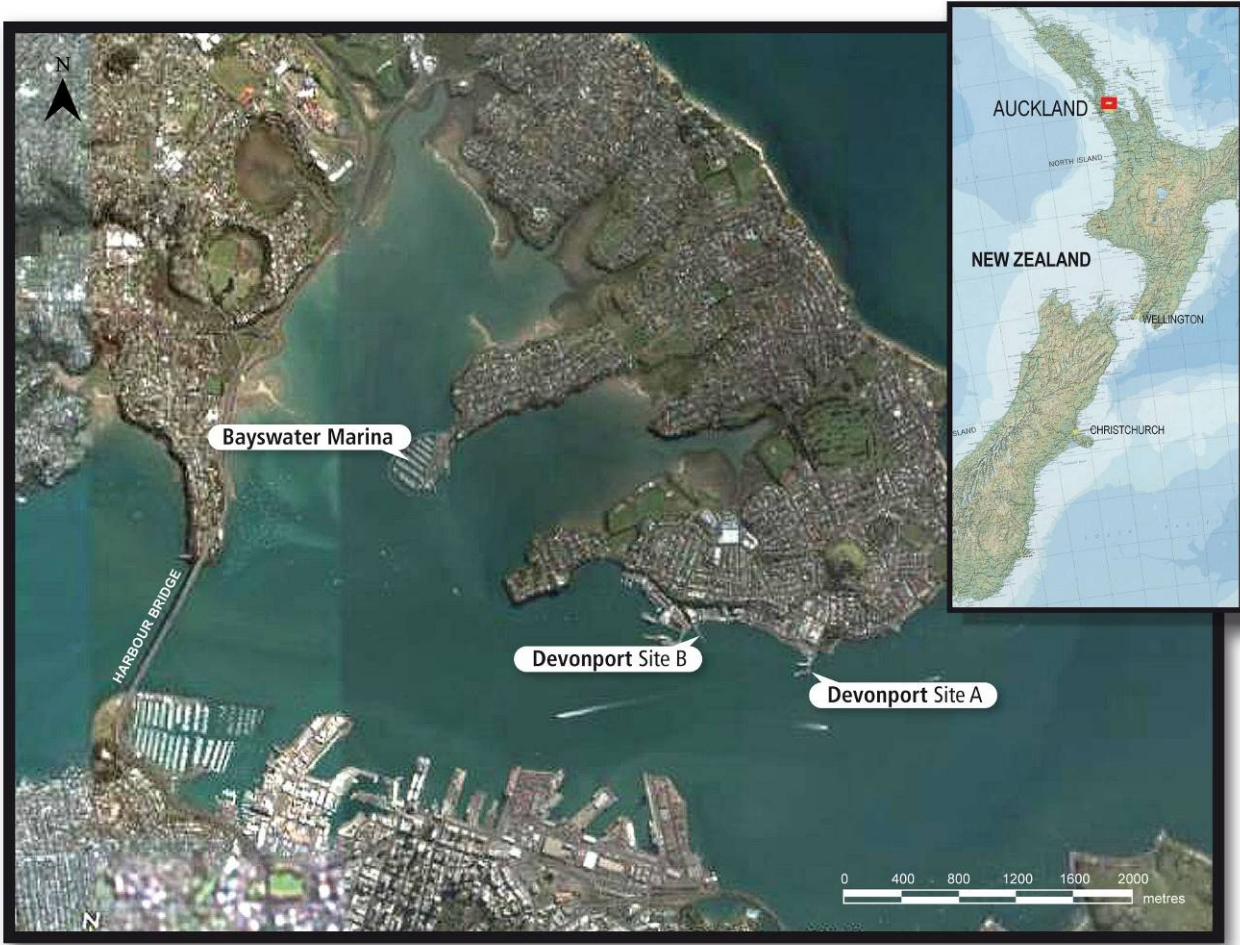 N
Bayswater Marina
HARBOUR BRIDGE
Devonport Site B
Devonport Site A
0 400 800 1200 1600 2000
metres
N
AUCKLAND
NORTH ISLAND
NEW ZEALAND
WELLINGTON
ISLAND
CHRISTCHURCH